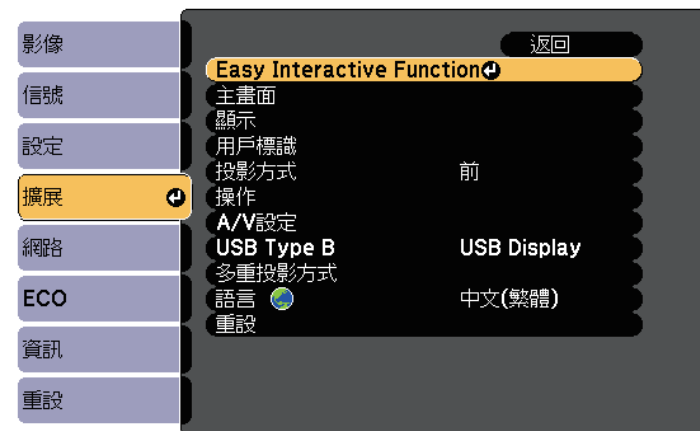 影像
信號
設定
擴展
網路
ECO
資訊
重設
返回
Easy Interactive Function
主畫面
顯示
用戶標識
投影方式 前
操作
A/V設定
USB Type B USB Display
多重投影方式
語言 中文(繁體)
重設